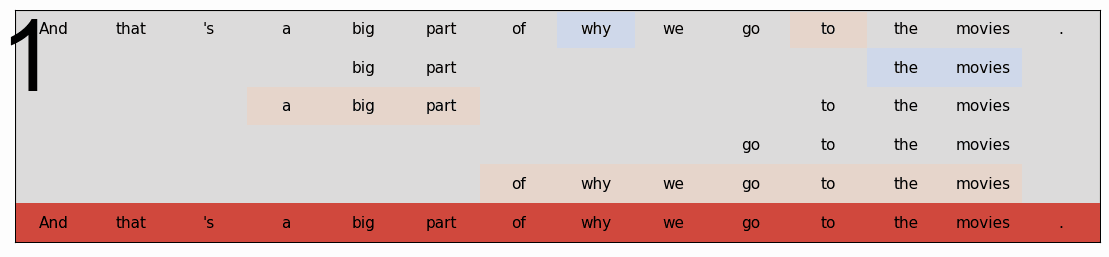 1
And that 's a big part of why we go to the movies .
big part the movies
a big part to the movies
go to the movies
of why we go to the movies
And that 's a big part of why we go to the movies .